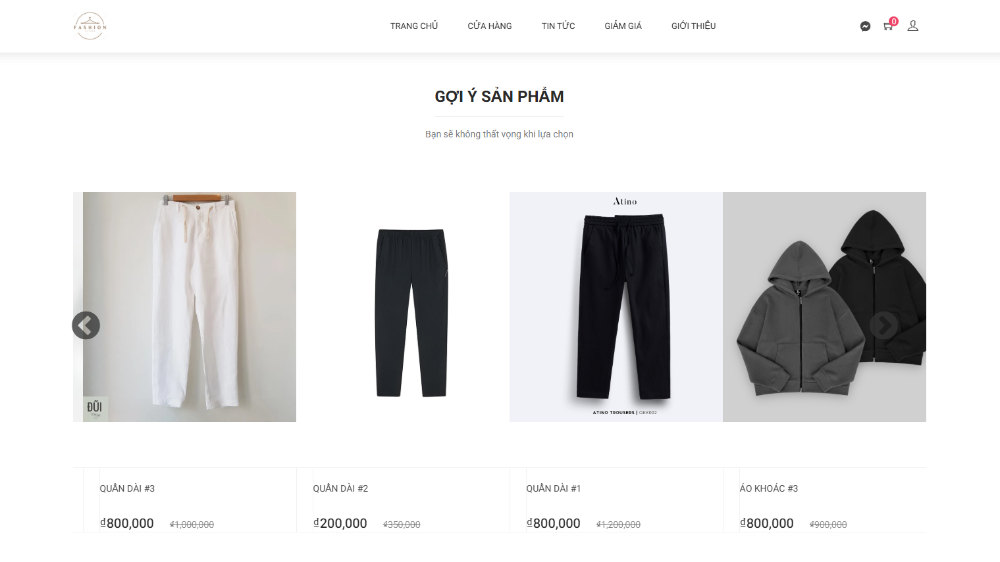 FASHION
TRANG CHỦ
CỬA HÀNG
TIN TỨC
GIẢM GIÁ
GIỚI THIỆU
0
GỢI Ý SẢN PHẨM
Bạn sẽ không thất vọng khi lựa chọn
Atino
ĐŨI
ATINO TROUSERS | QKK002
QUẦN DÀI #3
₫800,000 ₫1,000,000
QUẦN DÀI #2
₫200,000 ₫350,000
QUẦN DÀI #1
₫800,000 ₫1,200,000
ÁO KHOÁC #3
₫800,000 ₫900,000